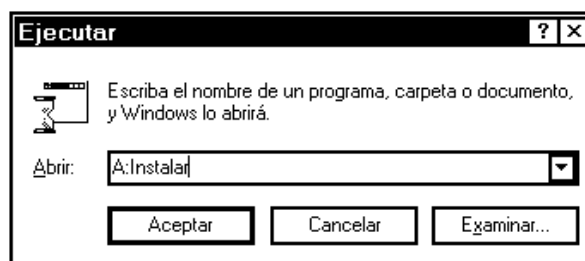 Ejecutar ? ×
Escriba el nombre de un programa, carpeta o documento,
y Windows lo abrirá.
Abrir: A:Instalar
Aceptar Cancelar Examinar...